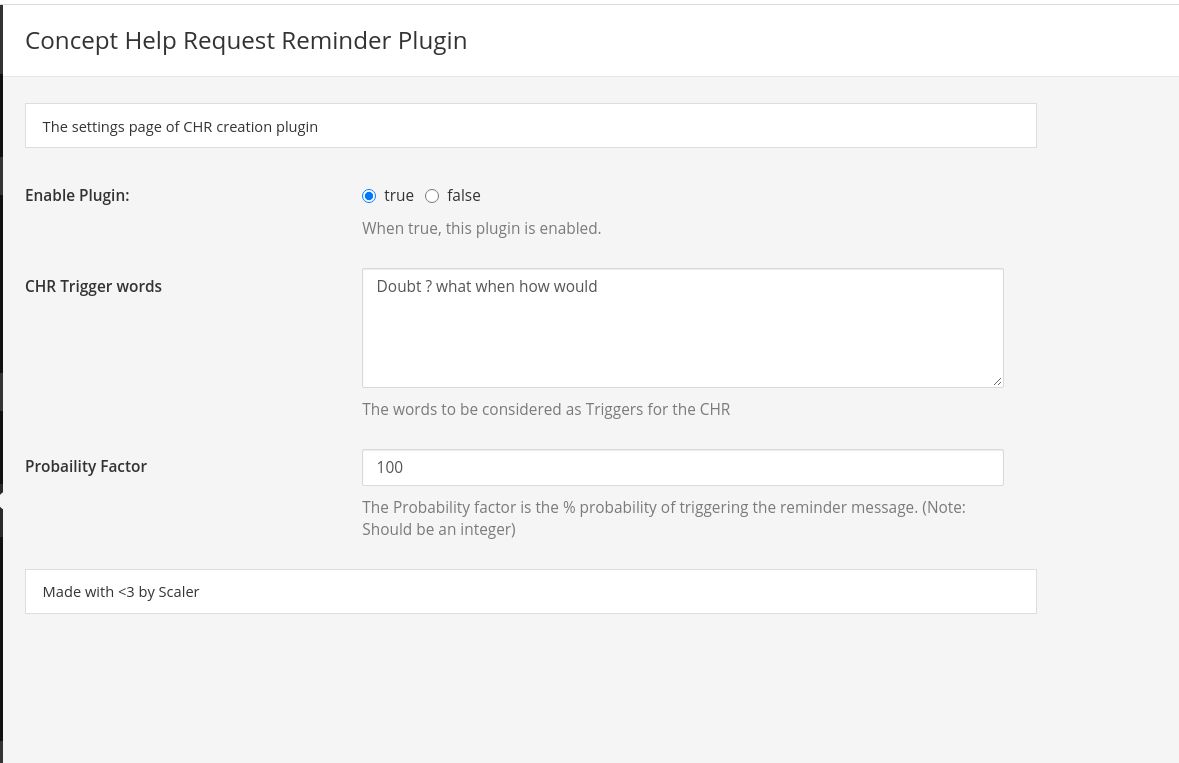 Concept Help Request Reminder Plugin
The settings page of CHR creation plugin
Enable Plugin:
true false
When true, this plugin is enabled.
CHR Trigger words
Doubt ? what when how would
The words to be considered as Triggers for the CHR
Probaility Factor
100
The Probability factor is the % probability of triggering the reminder message. (Note:
Should be an integer)
Made with <3 by Scaler